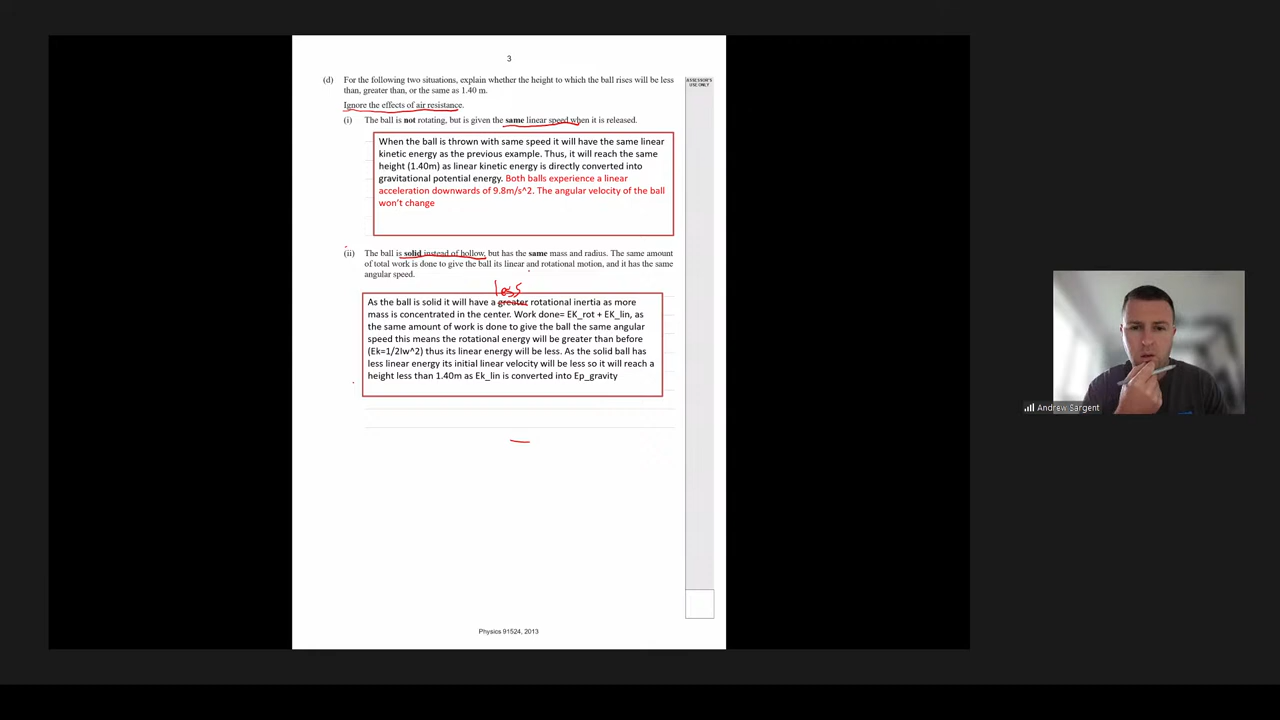 3
(d) For the following two situations, explain whether the height to which the ball rises will be less
than, greater than, or the same as 1.40 m.
ASSESSOR'S
USE ONLY
Ignore the effects of air resistance.
(i) The ball is not rotating, but is given the same linear speed when it is released.
When the ball is thrown with same speed it will have the same linear
kinetic energy as the previous example. Thus, it will reach the same
height (1.40m) as linear kinetic energy is directly converted into
gravitational potential energy. Both balls experience a linear
acceleration downwards of 9.8m/s^2. The angular velocity of the ball
won't change
(ii) The ball is solid instead of hollow, but has the same mass and radius. The same amount
of total work is done to give the ball its linear and rotational motion, and it has the same
angular speed.
less
As the ball is solid it will have a greater rotational inertia as more
mass is concentrated in the center. Work done= EK_rot + EK_lin, as
the same amount of work is done to give the ball the same angular
speed this means the rotational energy will be greater than before
(Ek=1/2Iw^2) thus its linear energy will be less. As the solid ball has
less linear energy its initial linear velocity will be less so it will reach a
height less than 1.40m as Ek_lin is converted into Ep_gravity
Andrew Sargent
Physics 91524, 2013